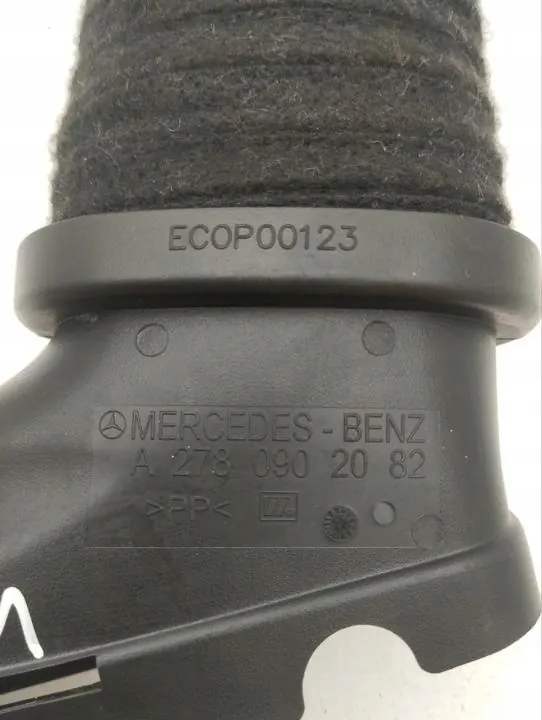 ECOP00123
MERCEDES-BENZ
A 278 090 20 82
>PP<